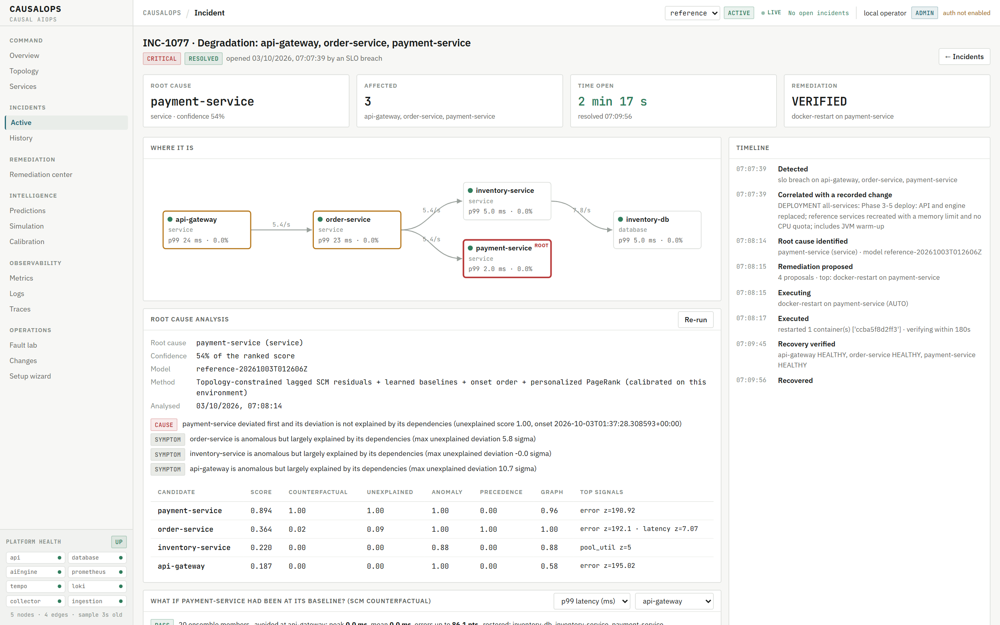 CAUSALOPS
CAUSAL AIOPS
COMMAND
Overview
Topology
Services
INCIDENTS
Active
History
REMEDIATION
Remediation center
INTELLIGENCE
Predictions
Simulation
Calibration
OBSERVABILITY
Metrics
Logs
Traces
OPERATIONS
Fault lab
Changes
Setup wizard
PLATFORM HEALTH UP
api database
aiEngine prometheus
tempo loki
collector ingestion
5 nodes · 4 edges · sample 3s old
CAUSALOPS / Incident
reference ACTIVE LIVE No open incidents local operator ADMIN auth not enabled
INC-1077 · Degradation: api-gateway, order-service, payment-service
CRITICAL RESOLVED opened 03/10/2026, 07:07:39 by an SLO breach
← Incidents
ROOT CAUSE
payment-service
service · confidence 54%
AFFECTED
3
api-gateway, order-service, payment-service
TIME OPEN
2 min 17 s
resolved 07:09:56
REMEDIATION
VERIFIED
docker-restart on payment-service
WHERE IT IS
api-gateway
service
p99 24 ms · 0.0%
5.4/s
order-service
service
p99 23 ms · 0.0%
5.4/s
5.4/s
inventory-service
service
p99 5.0 ms · 0.0%
payment-service ROOT
service
p99 2.0 ms · 0.0%
7.8/s
inventory-db
database
p99 5.0 ms · 0.0%
ROOT CAUSE ANALYSIS
Re-run
Root cause payment-service (service)
Confidence 54% of the ranked score
Model reference-20261003T012606Z
Method Topology-constrained lagged SCM residuals + learned baselines + onset order + personalized PageRank (calibrated on this
environment)
Analysed 03/10/2026, 07:08:14
CAUSE payment-service deviated first and its deviation is not explained by its dependencies (unexplained score 1.00, onset 2026-10-03T01:37:28.308593+00:00)
SYMPTOM order-service is anomalous but largely explained by its dependencies (max unexplained deviation 5.8 sigma)
SYMPTOM inventory-service is anomalous but largely explained by its dependencies (max unexplained deviation -0.0 sigma)
SYMPTOM api-gateway is anomalous but largely explained by its dependencies (max unexplained deviation 10.7 sigma)
CANDIDATE SCORE COUNTERFACTUAL UNEXPLAINED ANOMALY PRECEDENCE GRAPH TOP SIGNALS
payment-service 0.894 1.00 1.00 1.00 0.00 0.96 error z=190.92
order-service 0.364 0.02 0.09 1.00 1.00 1.00 error z=192.1 · latency z=7.07
inventory-service 0.220 0.00 0.00 0.88 0.00 0.88 pool_util z=5
api-gateway 0.187 0.00 0.00 1.00 0.00 0.58 error z=195.02
WHAT IF PAYMENT-SERVICE HAD BEEN AT ITS BASELINE? (SCM COUNTERFACTUAL)
p99 latency (ms) api-gateway
PASS 20 ensemble members avoided at api-gateway: peak 0.0 ms, mean 0.0 ms, errors up to 86.1 pts restored: inventory-db, inventory-service, payment-service
TIMELINE
07:07:39 Detected
slo breach on api-gateway, order-service, payment-service
07:07:39 Correlated with a recorded change
DEPLOYMENT all-services: Phase 3-5 deploy: API and engine
replaced; reference services recreated with a memory limit and no
CPU quota; includes JVM warm-up
07:08:14 Root cause identified
payment-service (service) · model reference-20261003T012606Z
07:08:15 Remediation proposed
4 proposals · top: docker-restart on payment-service
07:08:15 Executing
docker-restart on payment-service (AUTO)
07:08:17 Executed
restarted 1 container(s) ['ccba5f8d2ff3'] · verifying within 180s
07:09:45 Recovery verified
api-gateway HEALTHY, order-service HEALTHY, payment-service
HEALTHY
07:09:56 Recovered